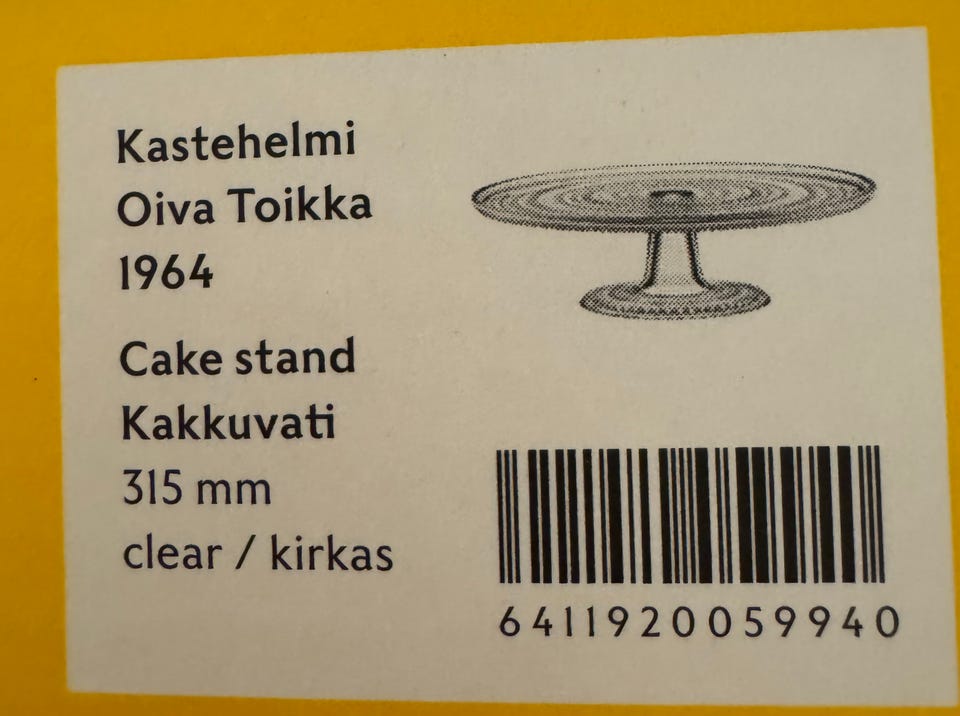 Kastehelmi
Oiva Toikka
1964
Cake stand
Kakkuvati
315 mm
clear / kirkas
6411920059940